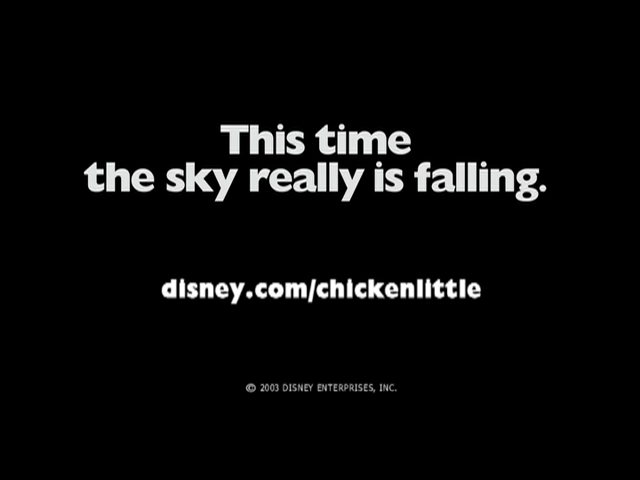 This time
the sky really is falling.
disney.com/chickenlittle
© 2003 DISNEY ENTERPRISES, INC.